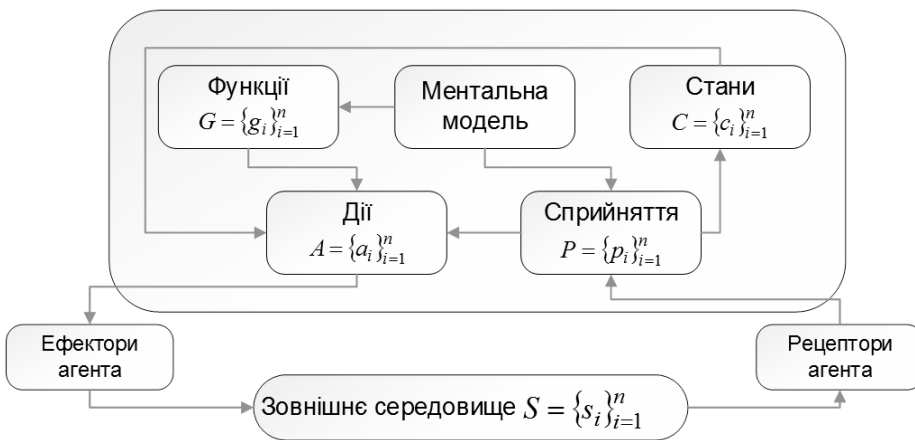 Функції
G = {g_i}_{i=1}^n
Ментальна
модель
Стани
C = {c_i}_{i=1}^n
Дії
A = {a_i}_{i=1}^n
Сприйняття
P = {p_i}_{i=1}^n
Ефектори
агента
Рецептори
агента
Зовнішнє середовище S = {s_i}_{i=1}^n